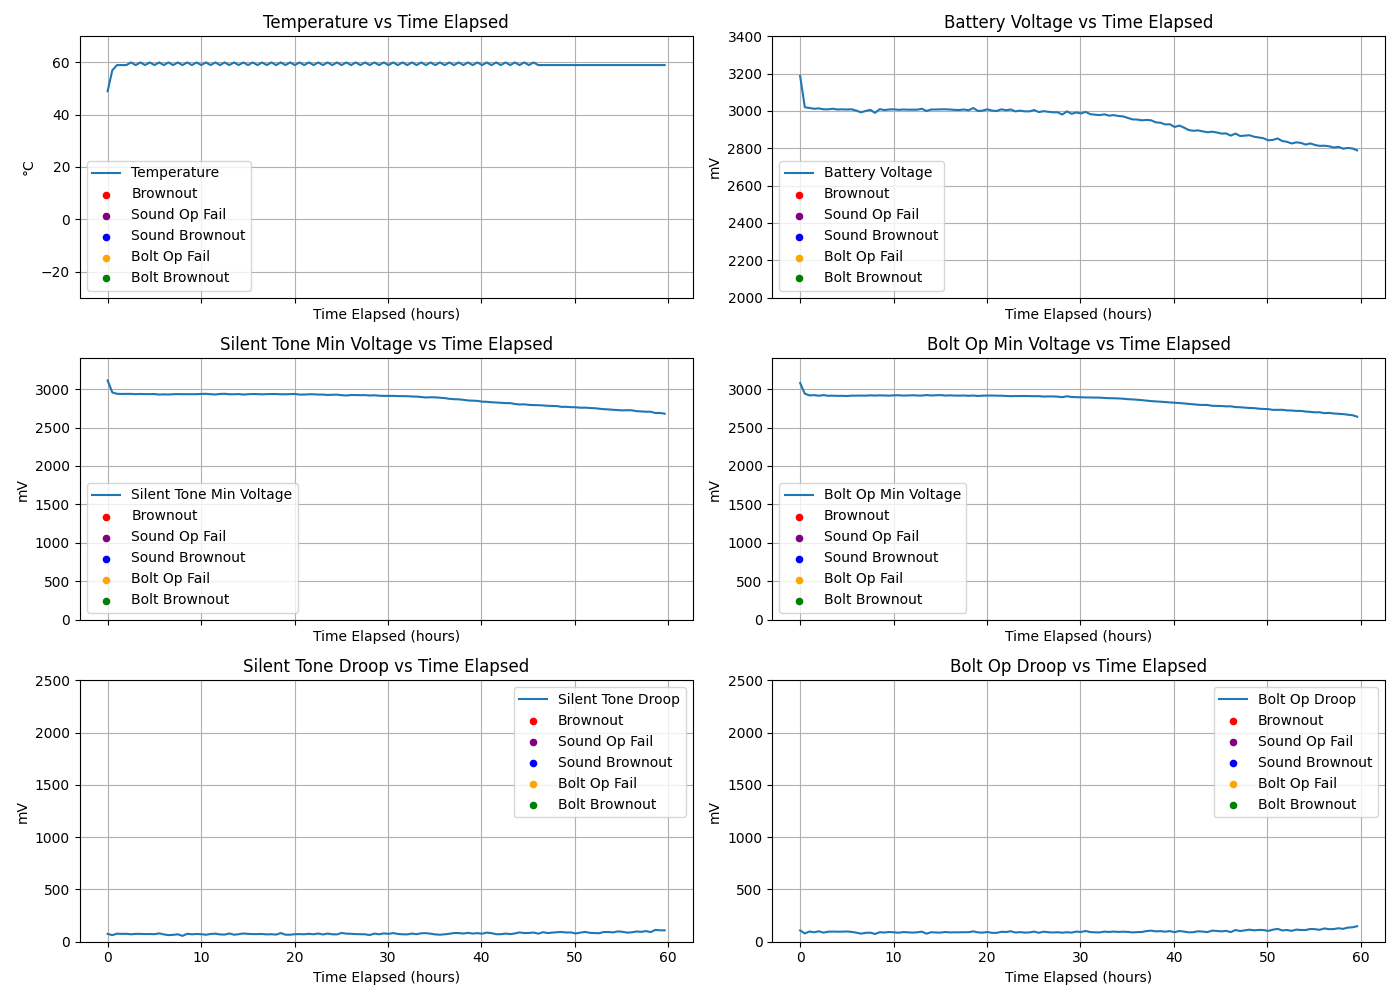 Temperature vs Time Elapsed
60
40
20
0
−20
°C
Temperature
Brownout
Sound Op Fail
Sound Brownout
Bolt Op Fail
Bolt Brownout
Time Elapsed (hours)
Battery Voltage vs Time Elapsed
3400
3200
3000
2800
2600
2400
2200
2000
mV
Battery Voltage
Brownout
Sound Op Fail
Sound Brownout
Bolt Op Fail
Bolt Brownout
Time Elapsed (hours)
Silent Tone Min Voltage vs Time Elapsed
3000
2500
2000
1500
1000
500
0
mV
Silent Tone Min Voltage
Brownout
Sound Op Fail
Sound Brownout
Bolt Op Fail
Bolt Brownout
Time Elapsed (hours)
Bolt Op Min Voltage vs Time Elapsed
3000
2500
2000
1500
1000
500
0
mV
Bolt Op Min Voltage
Brownout
Sound Op Fail
Sound Brownout
Bolt Op Fail
Bolt Brownout
Time Elapsed (hours)
Silent Tone Droop vs Time Elapsed
2500
2000
1500
1000
500
0
mV
Silent Tone Droop
Brownout
Sound Op Fail
Sound Brownout
Bolt Op Fail
Bolt Brownout
0 10 20 30 40 50 60
Time Elapsed (hours)
Bolt Op Droop vs Time Elapsed
2500
2000
1500
1000
500
0
mV
Bolt Op Droop
Brownout
Sound Op Fail
Sound Brownout
Bolt Op Fail
Bolt Brownout
0 10 20 30 40 50 60
Time Elapsed (hours)